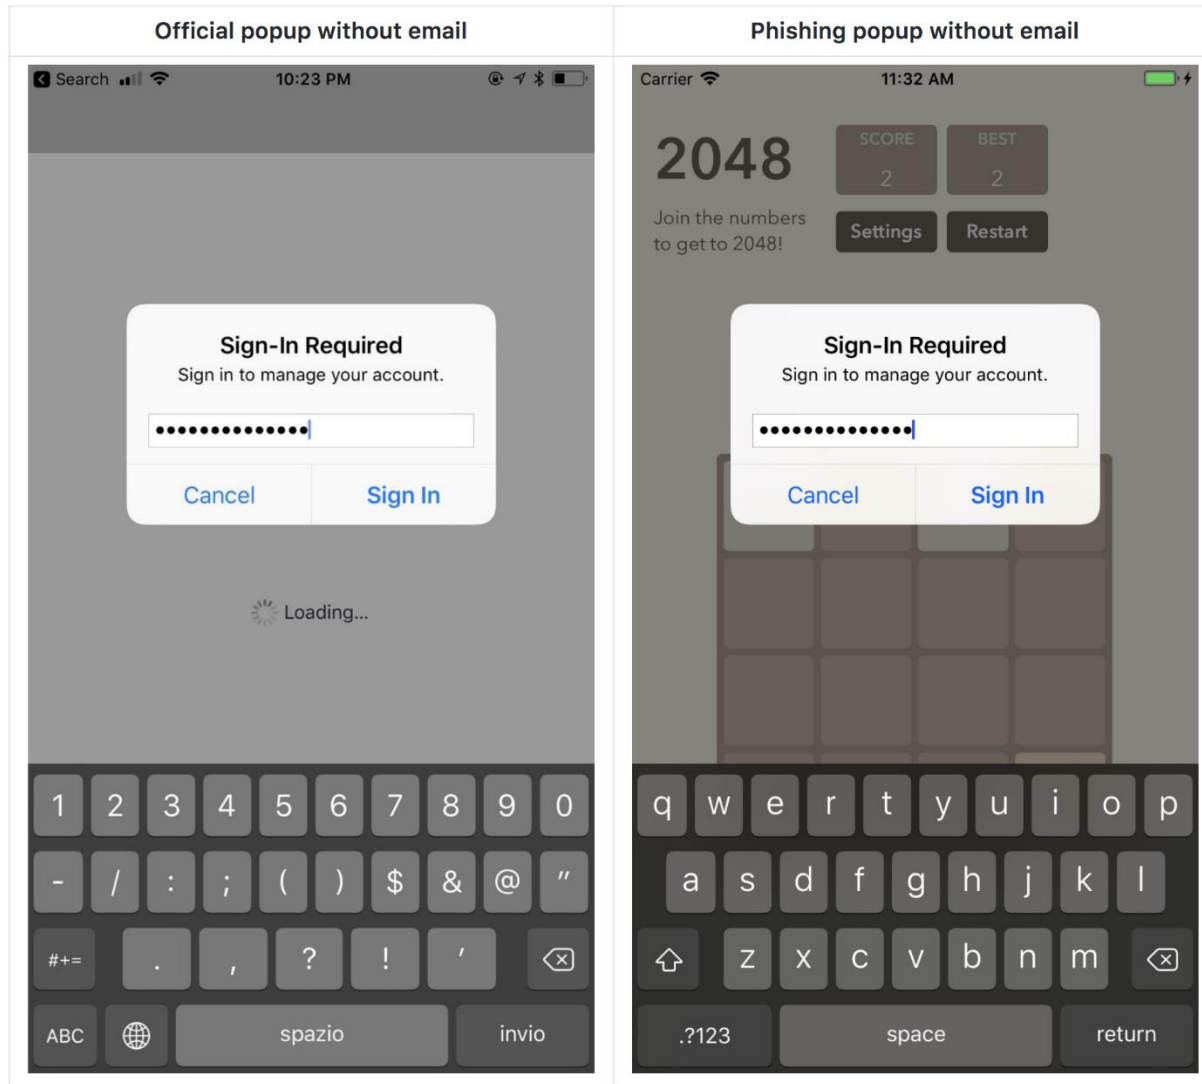 Official popup without email
Phishing popup without email
Search
10:23 PM
Sign-In Required
Sign in to manage your account.
Cancel
Sign In
Loading...
1 2 3 4 5 6 7 8 9 0
- / : ; ( ) $ & @ "
#+= . , ? ! '
ABC spazio invio
Carrier
11:32 AM
2048
SCORE
2
BEST
2
Join the numbers
to get to 2048!
Settings
Restart
Sign-In Required
Sign in to manage your account.
Cancel
Sign In
q w e r t y u i o p
a s d f g h j k l
z x c v b n m
.?123 space return